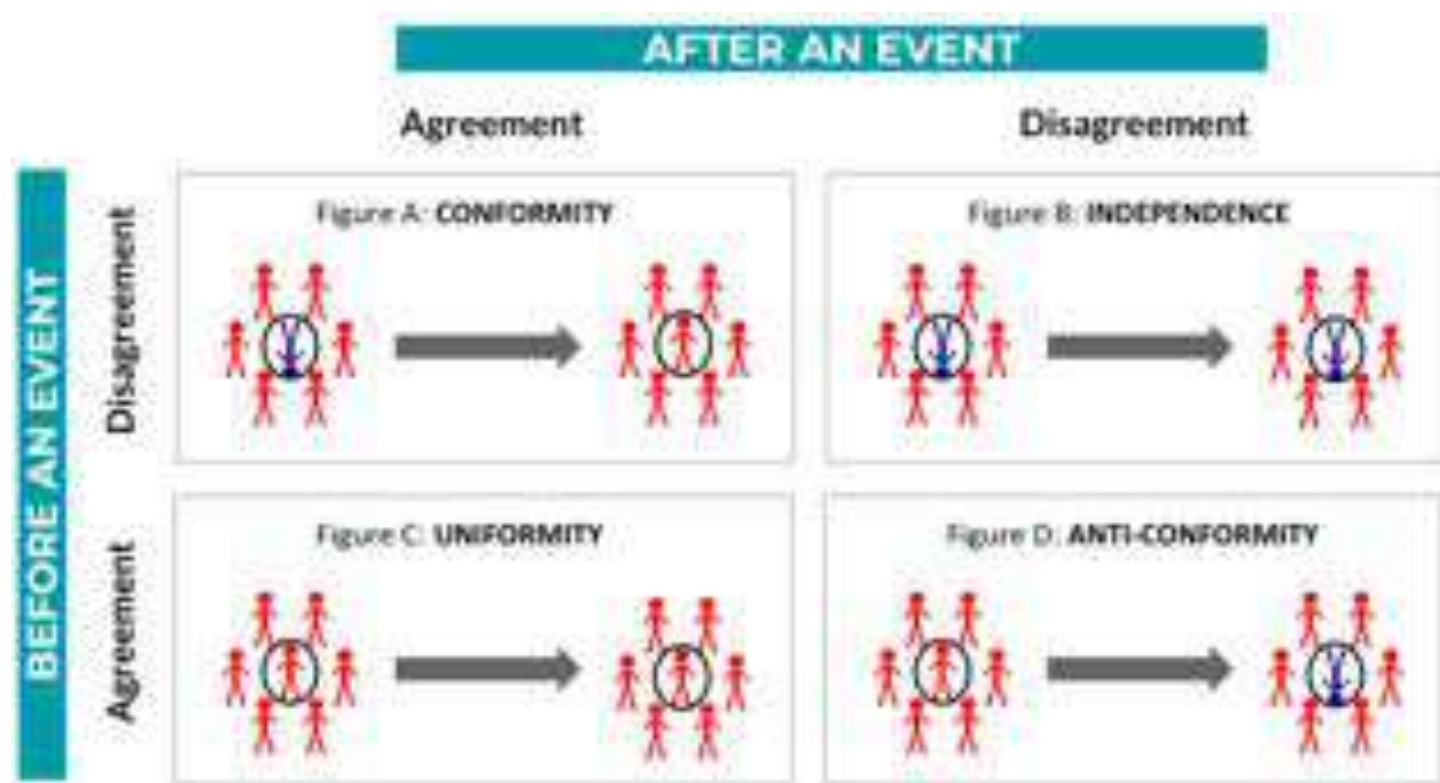 AFTER AN EVENT
Agreement
Disagreement
BEFORE AN EVENT
Disagreement
Figure A: CONFORMITY
Figure B: INDEPENDENCE
Agreement
Figure C: UNIFORMITY
Figure D: ANTI-CONFORMITY